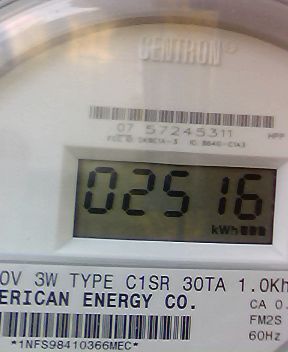 CENTRON®
07 57245311
HPP
02516
kWh
0V 3W TYPE C1SR 30TA 1.0Kh
ERICAN ENERGY CO.
CA 0.
FM2S
60Hz
*1NFS98410366MEC*